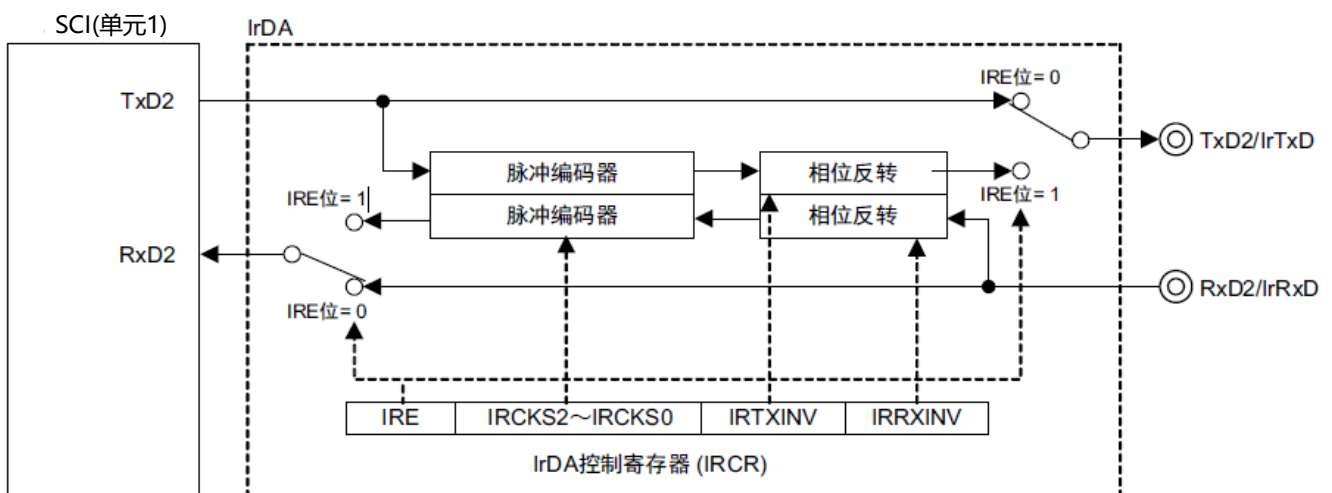 SCI(单元1)
IrDA
IRE位= 0
TxD2
TxD2/IrTxD
脉冲编码器
相位反转
IRE位= 1
IRE位= 1
脉冲编码器
相位反转
RxD2
IRE位= 0
RxD2/IrRxD
IRE
IRCKS2～IRCKS0
IRTXINV
IRRXINV
IrDA控制寄存器 (IRCR)